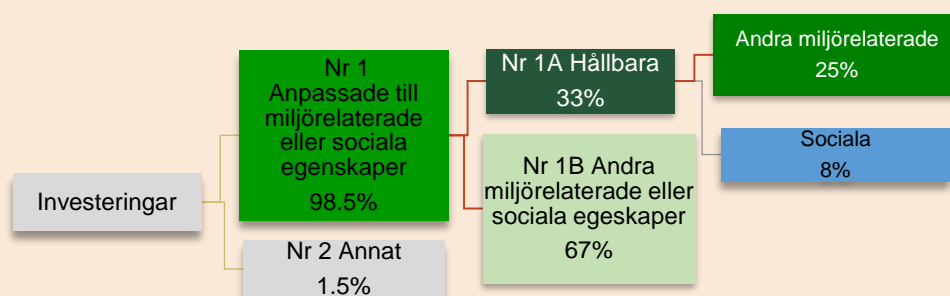 Investeringar
Nr 1
Anpassade till
miljörelaterade
eller sociala
egenskaper
98.5%
Nr 2 Annat
1.5%
Nr 1A Hållbara
33%
Nr 1B Andra
miljörelaterade eller
sociala egeskaper
67%
Andra miljörelaterade
25%
Sociala
8%